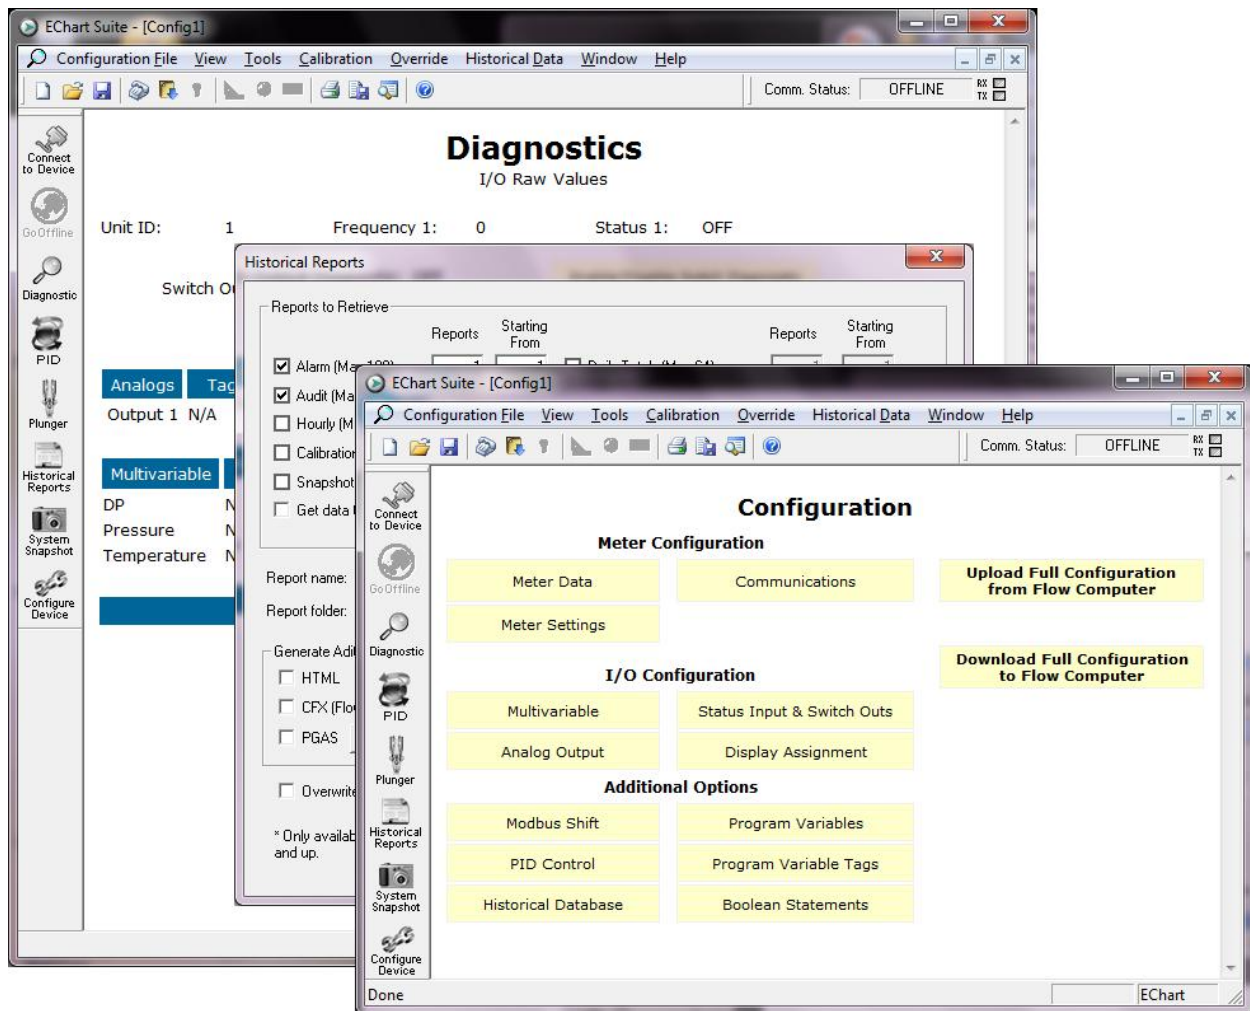 EChart Suite - [Config1]
Configuration File View Tools Calibration Override Historical Data Window Help
Comm. Status: OFFLINE RX
TX
Connect
to Device
Go Offline
Diagnostic
PID
Plunger
Historical
Reports
System
Snapshot
Configure
Device
Diagnostics
I/O Raw Values
Unit ID: 1 Frequency 1: 0 Status 1: OFF
Switch
Analogs
Output 1 N/A
Multivariable
DP
Pressure
Temperature
Historical Reports
Reports to Retrieve
Reports Starting From Reports Starting From
Alarm
Audit
Hourly
Calibration
Snapshot
Get data
Report name:
Report folder:
Generate
HTML
CFX
PGAS
Overwrite
* Only
and up.
EChart Suite - [Config1]
Configuration File View Tools Calibration Override Historical Data Window Help
Comm. Status: OFFLINE RX
TX
Connect
to Device
Go Offline
Diagnostic
PID
Plunger
Historical
Reports
System
Snapshot
Configure
Device
Configuration
Meter Configuration
Meter Data Communications
Meter Settings
Upload Full Configuration
from Flow Computer
Download Full Configuration
to Flow Computer
I/O Configuration
Multivariable Status Input & Switch Outs
Analog Output Display Assignment
Additional Options
Modbus Shift Program Variables
PID Control Program Variable Tags
Historical Database Boolean Statements
Done EChart